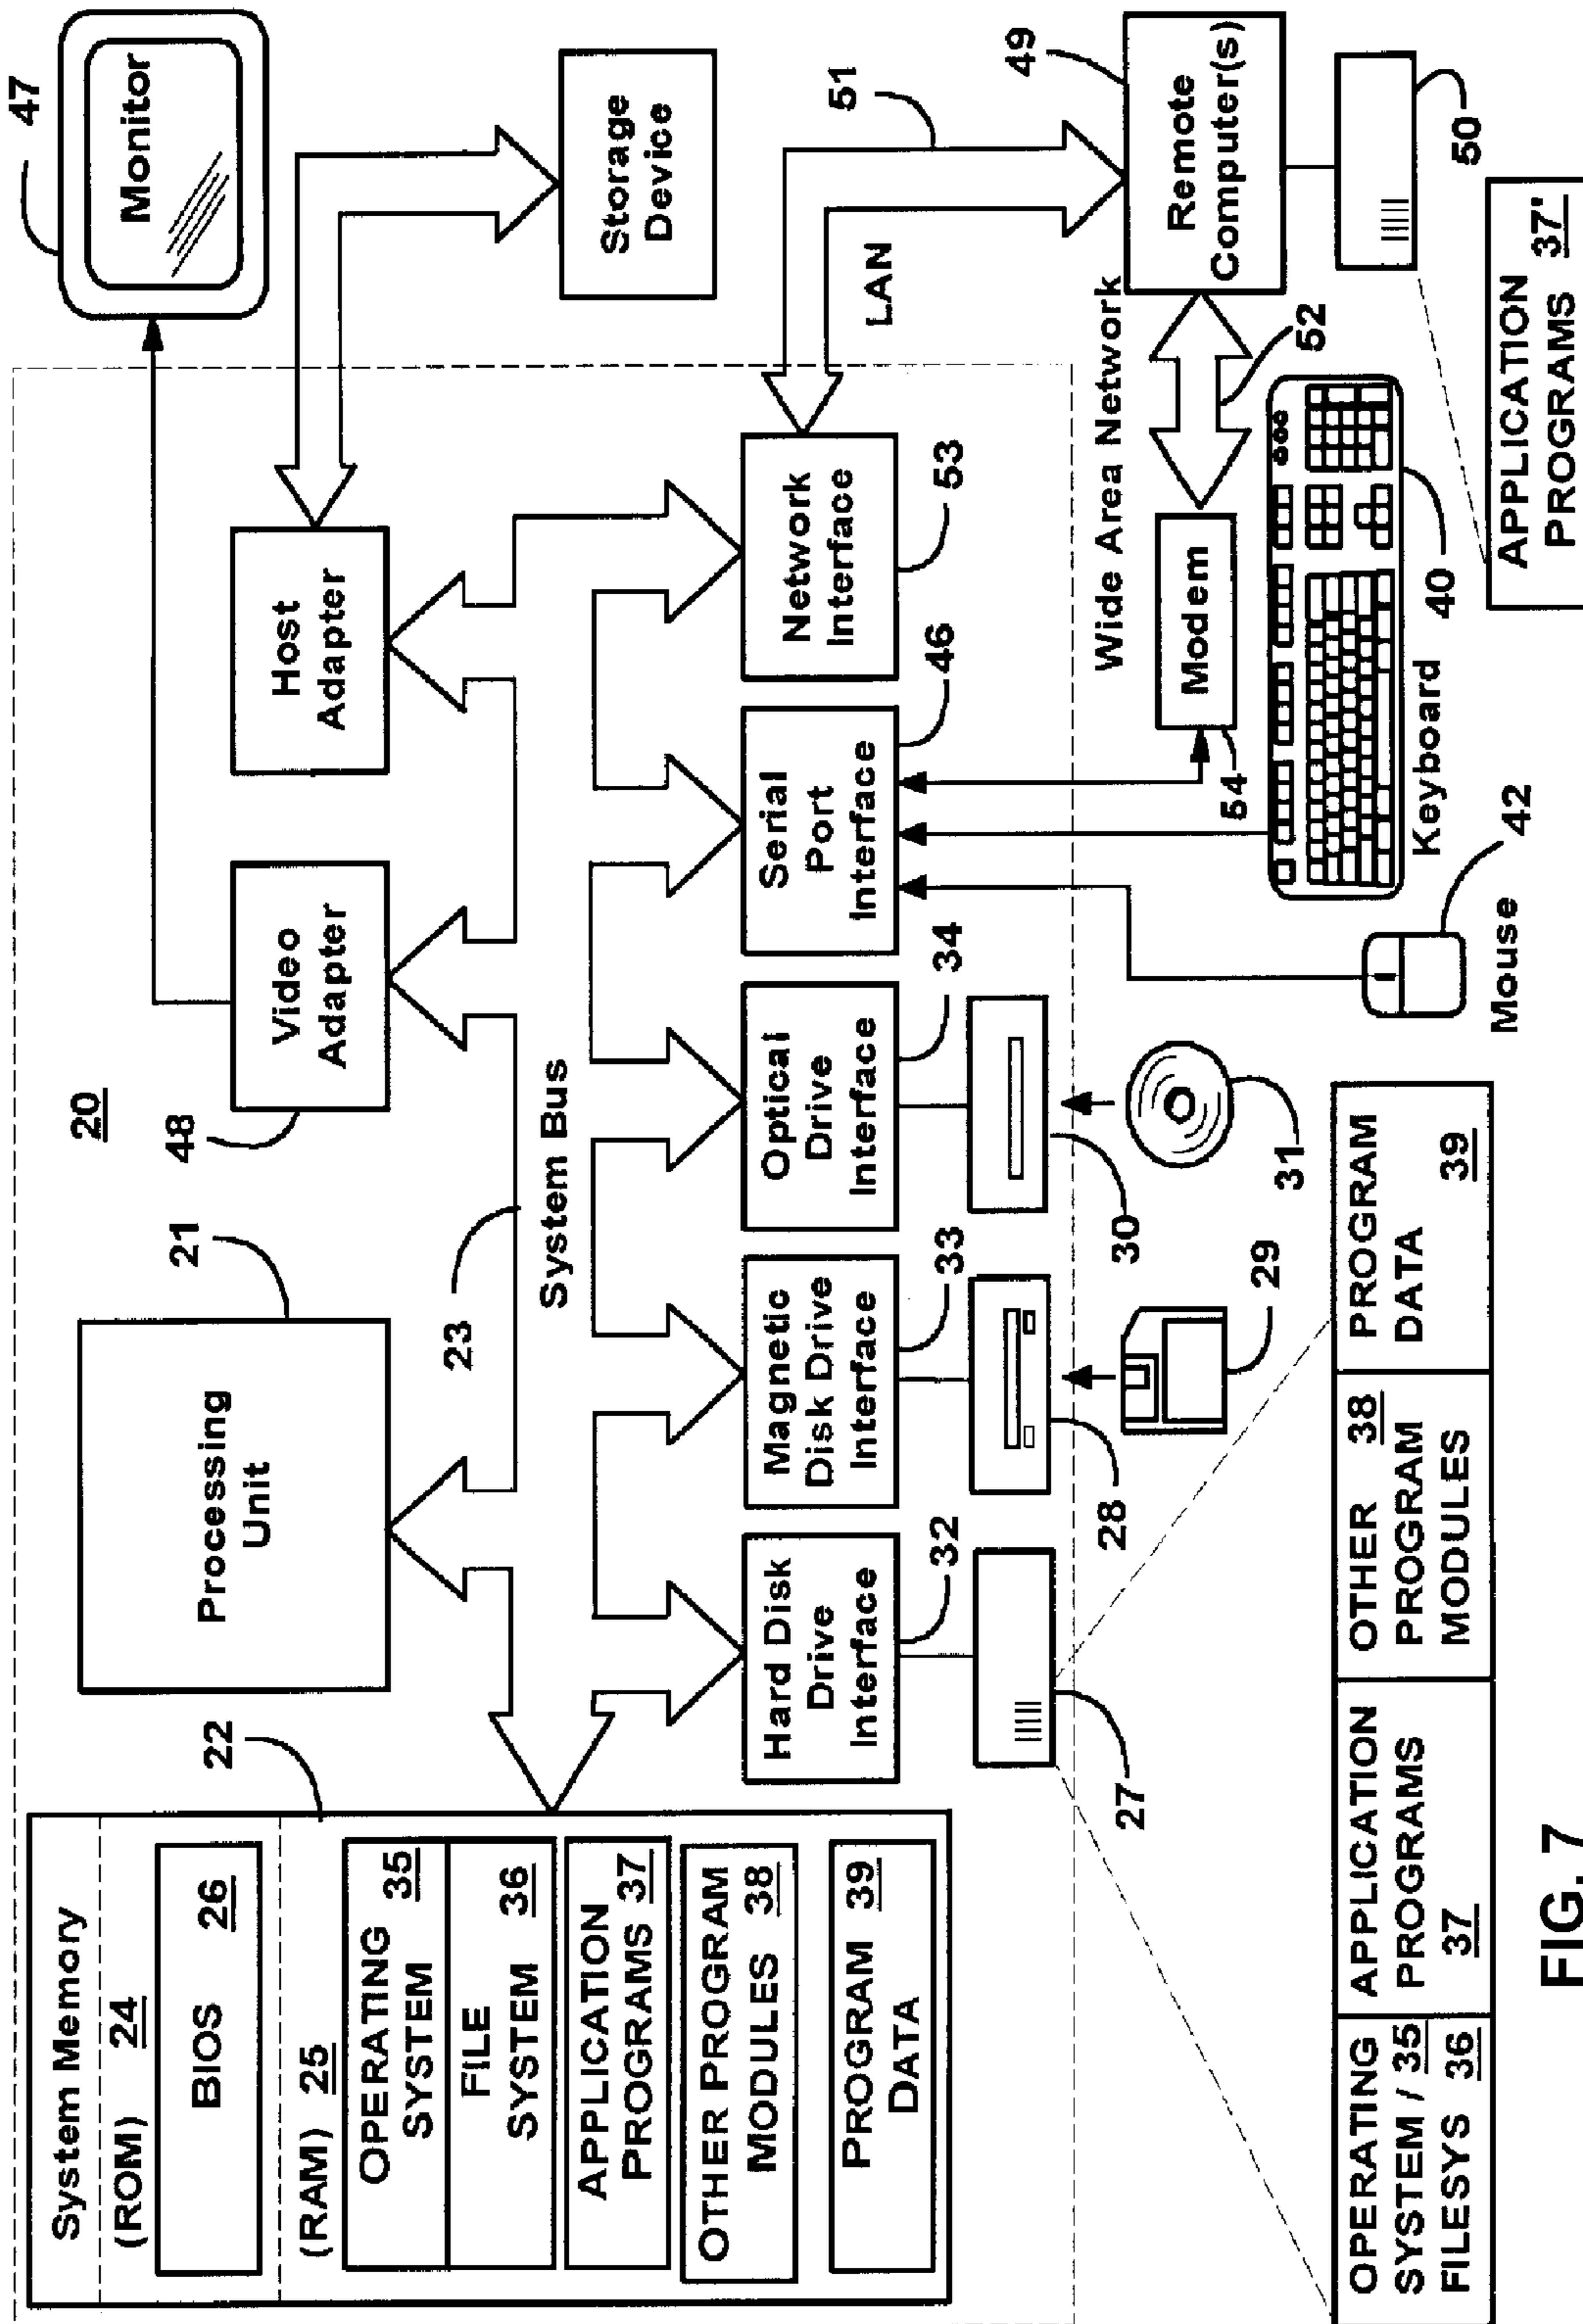 System Memory
(ROM) 24
BIOS 26
(RAM) 25
OPERATING
SYSTEM 35
FILE
SYSTEM 36
APPLICATION
PROGRAMS 37
OTHER PROGRAM
MODULES 38
PROGRAM 39
DATA
22
Processing
Unit
21
20
48
Video
Adapter
Host
Adapter
47
Monitor
Storage
Device
23
System Bus
Hard Disk
Drive
Interface
32
Magnetic
Disk Drive
Interface
33
Optical
Drive
Interface
34
Serial
Port
Interface
46
Network
Interface
53
LAN
51
27
28
29
30
31
Wide Area Network
Modem
54
52
49
Remote
Computer(s)
50
Keyboard
40
Mouse
42
APPLICATION
PROGRAMS 37'
OPERATING
SYSTEM / 35
FILESYS 36
APPLICATION
PROGRAMS
37
OTHER 38
PROGRAM
MODULES
PROGRAM
DATA
39
FIG. 7